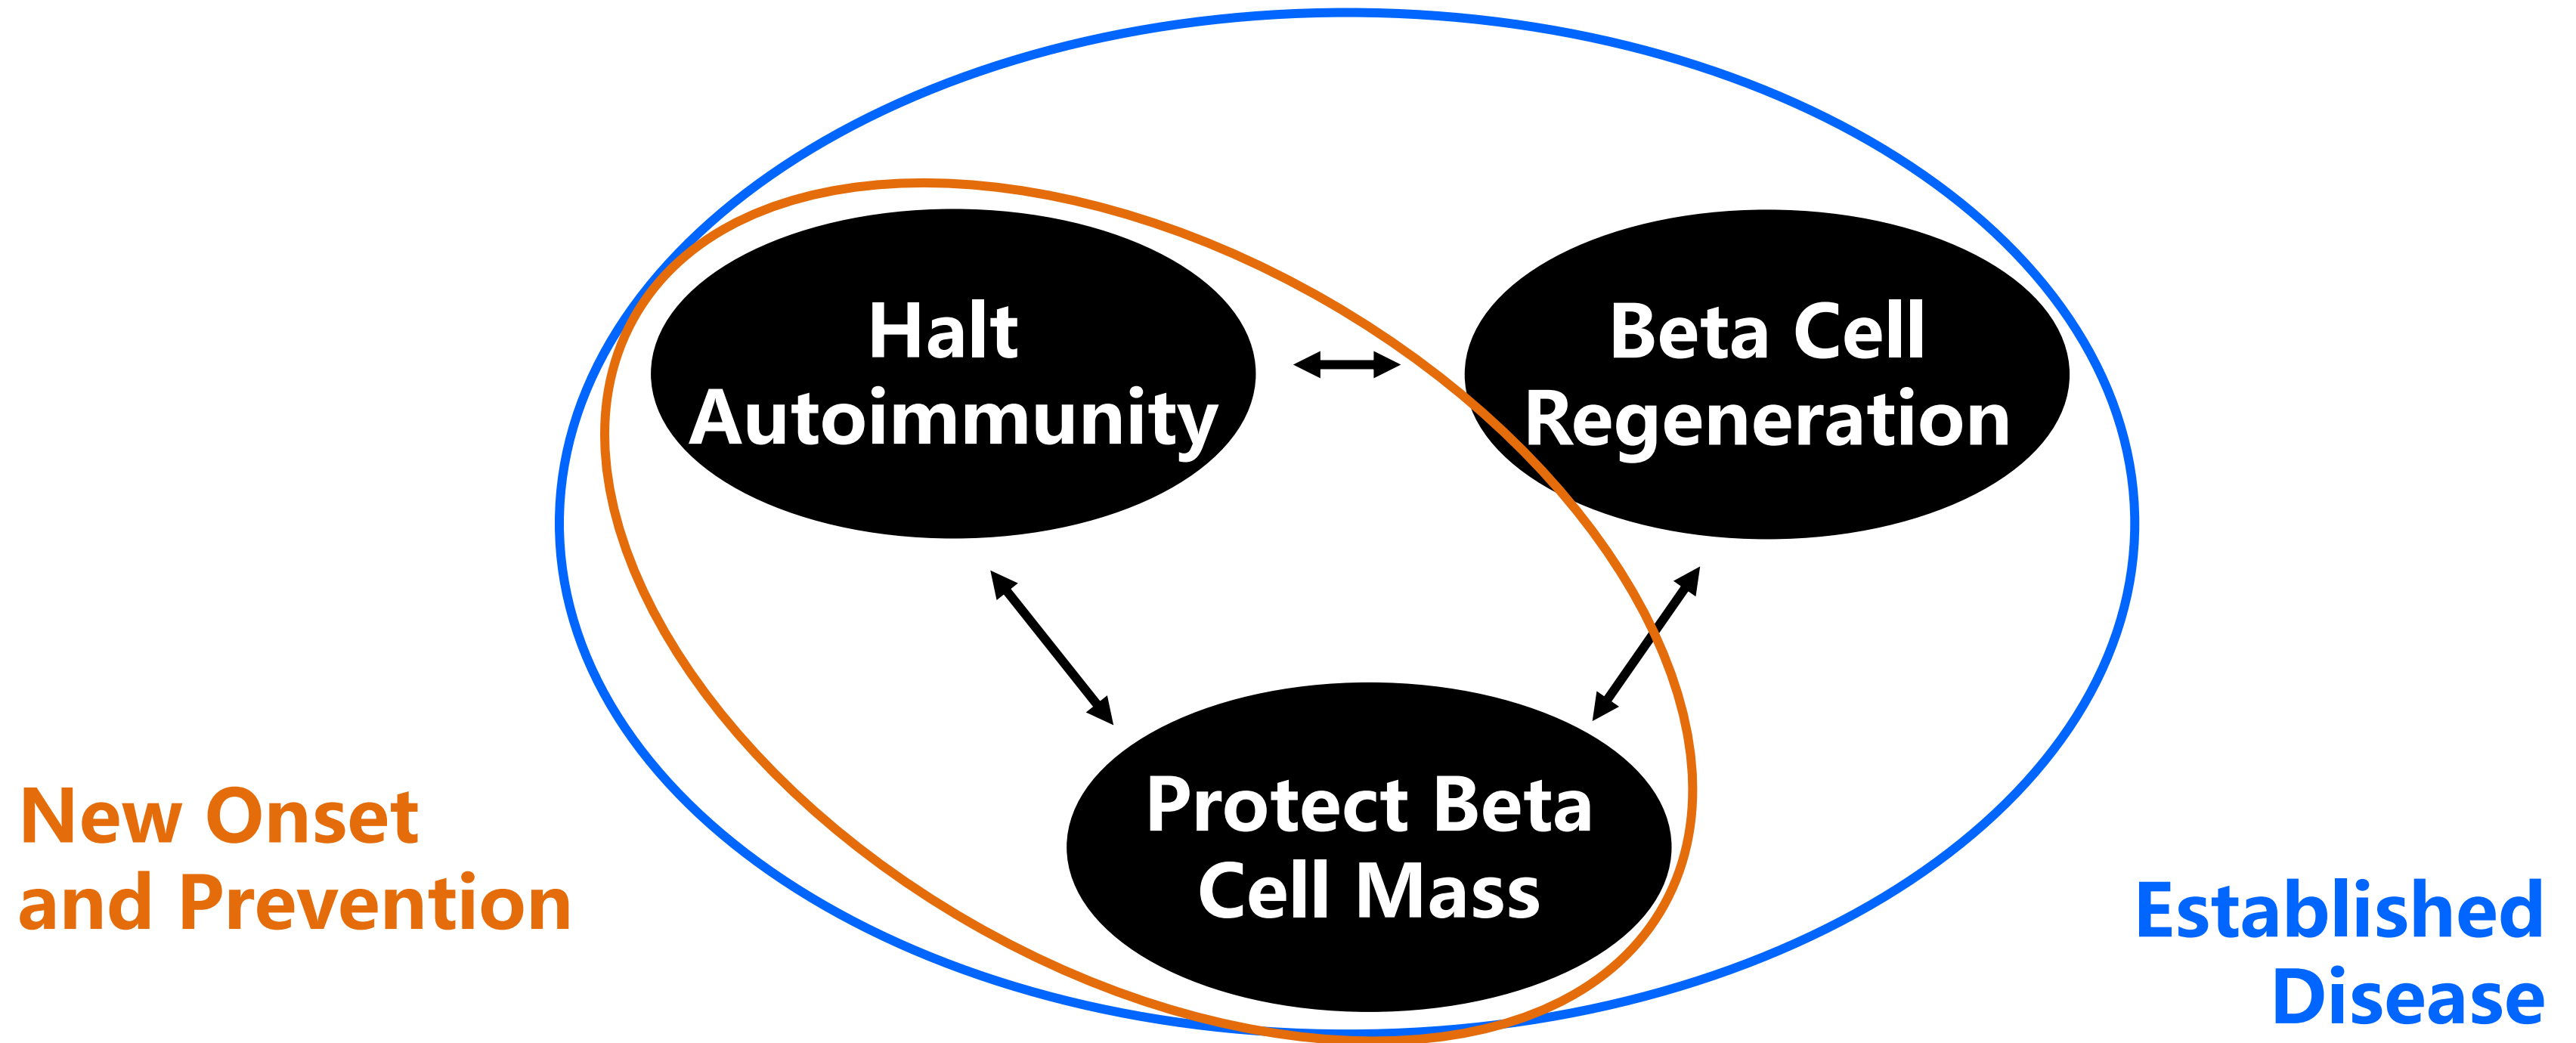 Halt
Autoimmunity
Beta Cell
Regeneration
Protect Beta
Cell Mass
New Onset
and Prevention
Established
Disease